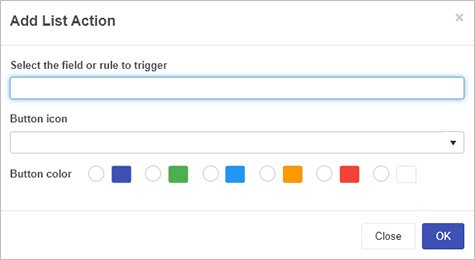 Add List Action
Select the field or rule to trigger
Button icon
Button color
Close OK